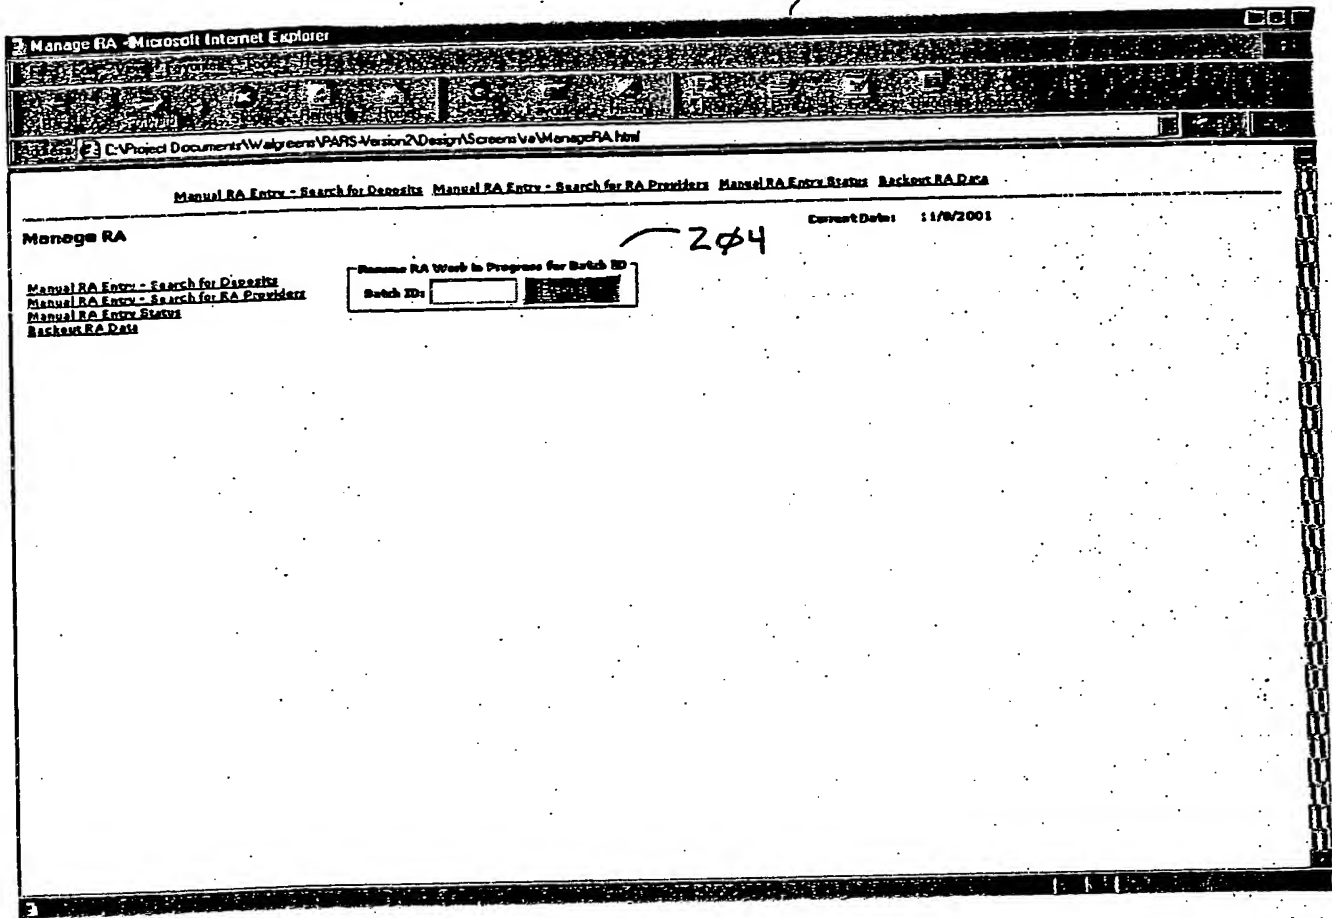 Manage RA - Microsoft Internet Explorer
C:\Project Documents\Walgreens\PARS-Version2\Design\Screens\va\ManageRA.html
Manual RA Entry - Search for Deposits Manual RA Entry - Search for RA Providers Manual RA Entry Status Backout RA Data
Current Date: 11/8/2001
Manage RA
204
Resume RA Work in Progress for Batch ID
Manual RA Entry - Search for Deposits
Batch ID:
Manual RA Entry - Search for RA Providers
Manual RA Entry Status
Backout RA Data